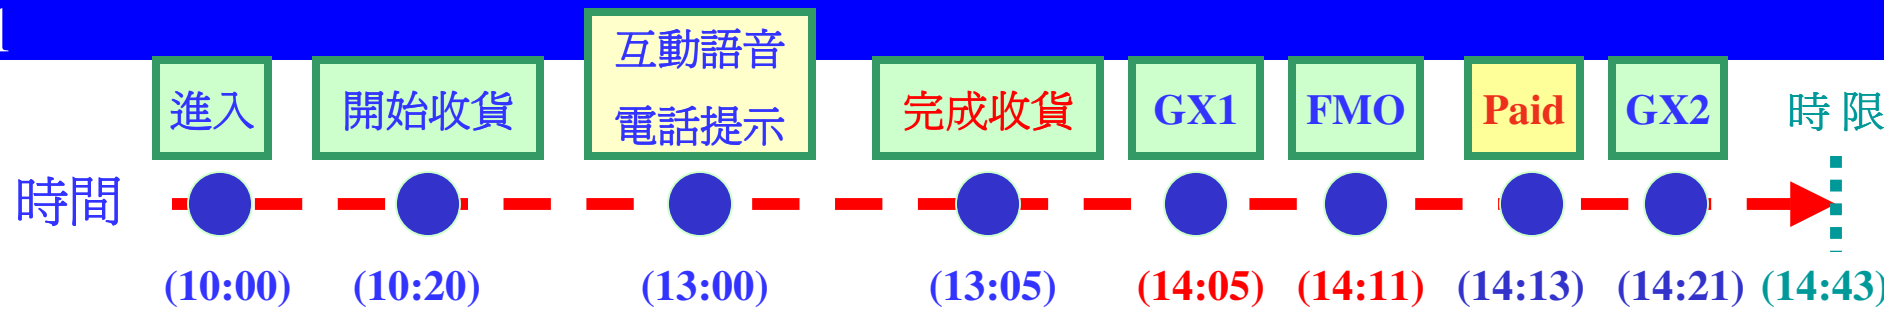 1
互動語音
電話提示
進入
開始收貨
完成收貨
GX1
FMO
Paid
GX2
時限
時間
(10:00)
(10:20)
(13:00)
(13:05)
(14:05)
(14:11)
(14:13)
(14:21)
(14:43)